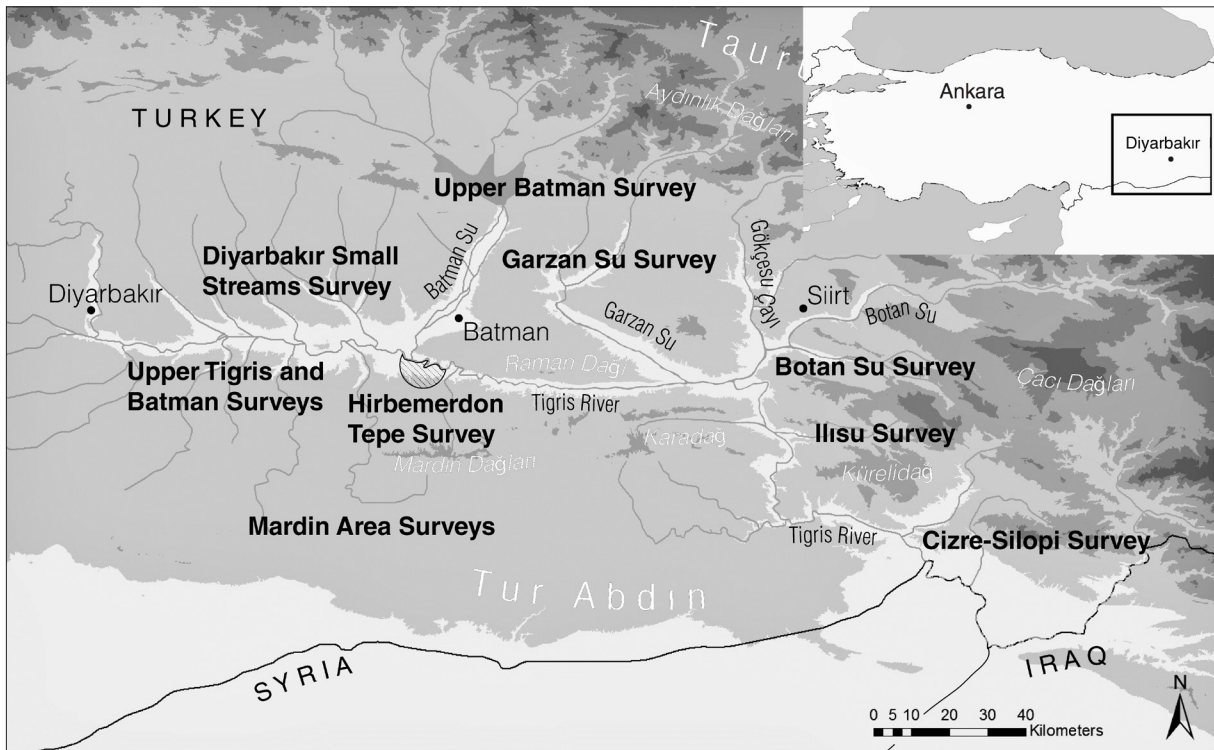 Tauru
Ankara
Aydınlık Dağları
TURKEY
Diyarbakır
Upper Batman Survey
Batman Su
Gökçesu Çayı
Diyarbakır Small
Streams Survey
Garzan Su Survey
Diyarbakır
Siirt
Botan Su
Batman
Garzan Su
Raman Dağı
Upper Tigris and
Batman Surveys
Hirbemerdon
Tepe Survey
Tigris River
Botan Su Survey
Çacı Dağları
Karadağ
Ilısu Survey
Mardin Dağları
Kürelidağ
Mardin Area Surveys
Tigris River
Cizre-Silopi Survey
Tur Abdın
SYRIA
IRAQ
N
0 5 10 20 30 40
Kilometers